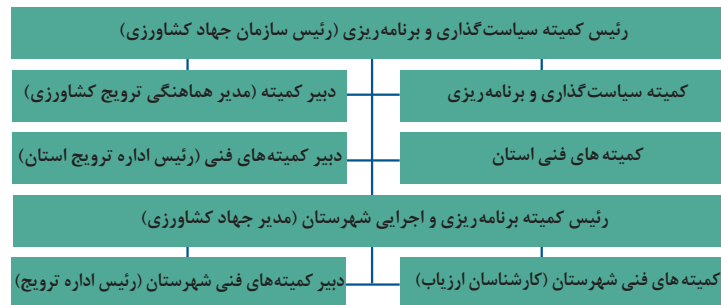 رئیس کمیته سیاست‌گذاری و برنامه‌ریزی (رئیس سازمان جهاد کشاورزی)
کمیته سیاست‌گذاری و برنامه‌ریزی
دبیر کمیته (مدیر هماهنگی ترویج کشاورزی)
کمیته های فنی استان
دبیر کمیته‌های فنی (رئیس اداره ترویج استان)
رئیس کمیته برنامه‌ریزی و اجرایی شهرستان (مدیر جهاد کشاورزی)
کمیته های فنی شهرستان (کارشناسان ارزیاب)
دبیر کمیته‌های فنی شهرستان (رئیس اداره ترویج)